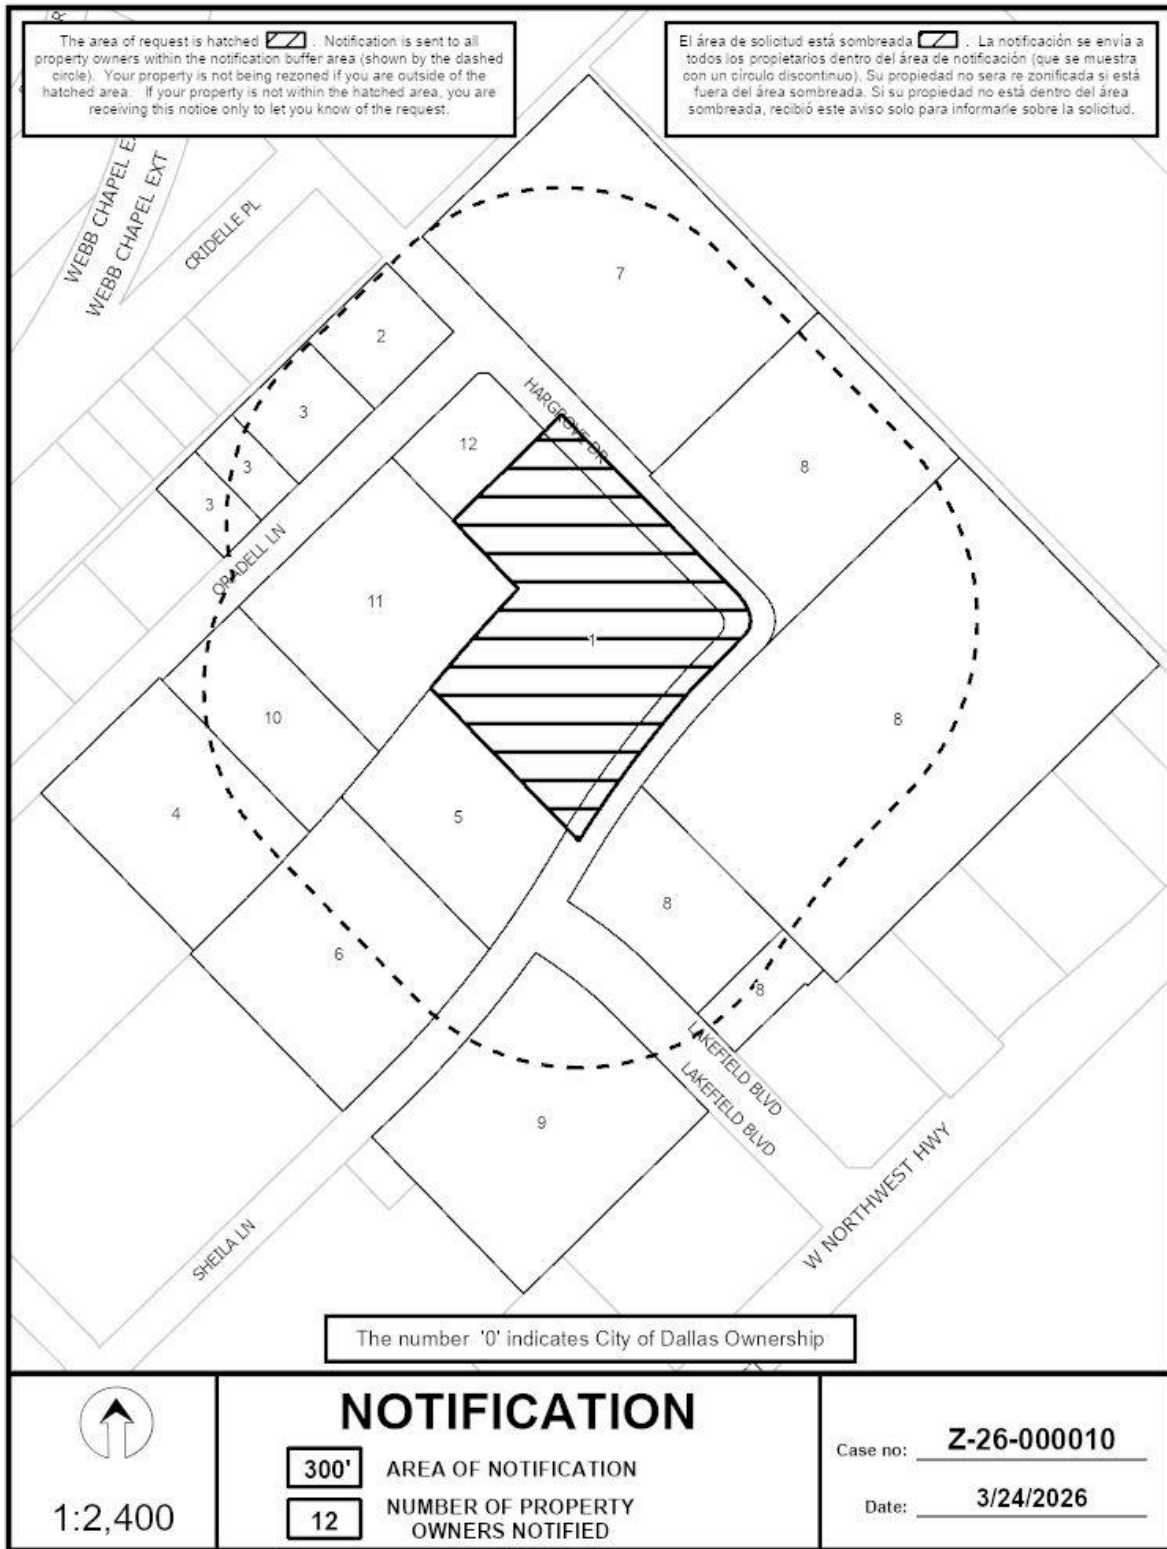 The area of request is hatched . Notification is sent to all
property owners within the notification buffer area (shown by the dashed
circle). Your property is not being rezoned if you are outside of the
hatched area. If your property is not within the hatched area, you are
receiving this notice only to let you know of the request.
El área de solicitud está sombreada . La notificación se envía a
todos los propietarios dentro del área de notificación (que se muestra
con un círculo discontinuo). Su propiedad no sera re zonificada si está
fuera del área sombreada. Si su propiedad no está dentro del área
sombreada, recibió este aviso solo para informarle sobre la solicitud.
WEBB CHAPEL EXT
CRIDELLE PL
7
2
HARGROVE DR
3
12
3
8
3
ORADELL LN
11
1
10
8
4
5
8
6
8
LAKEFIELD BLVD
LAKEFIELD BLVD
9
W NORTHWEST HWY
SHEILA LN
The number '0' indicates City of Dallas Ownership
1:2,400
NOTIFICATION
300' AREA OF NOTIFICATION
12 NUMBER OF PROPERTY
OWNERS NOTIFIED
Case no: Z-26-000010
Date: 3/24/2026